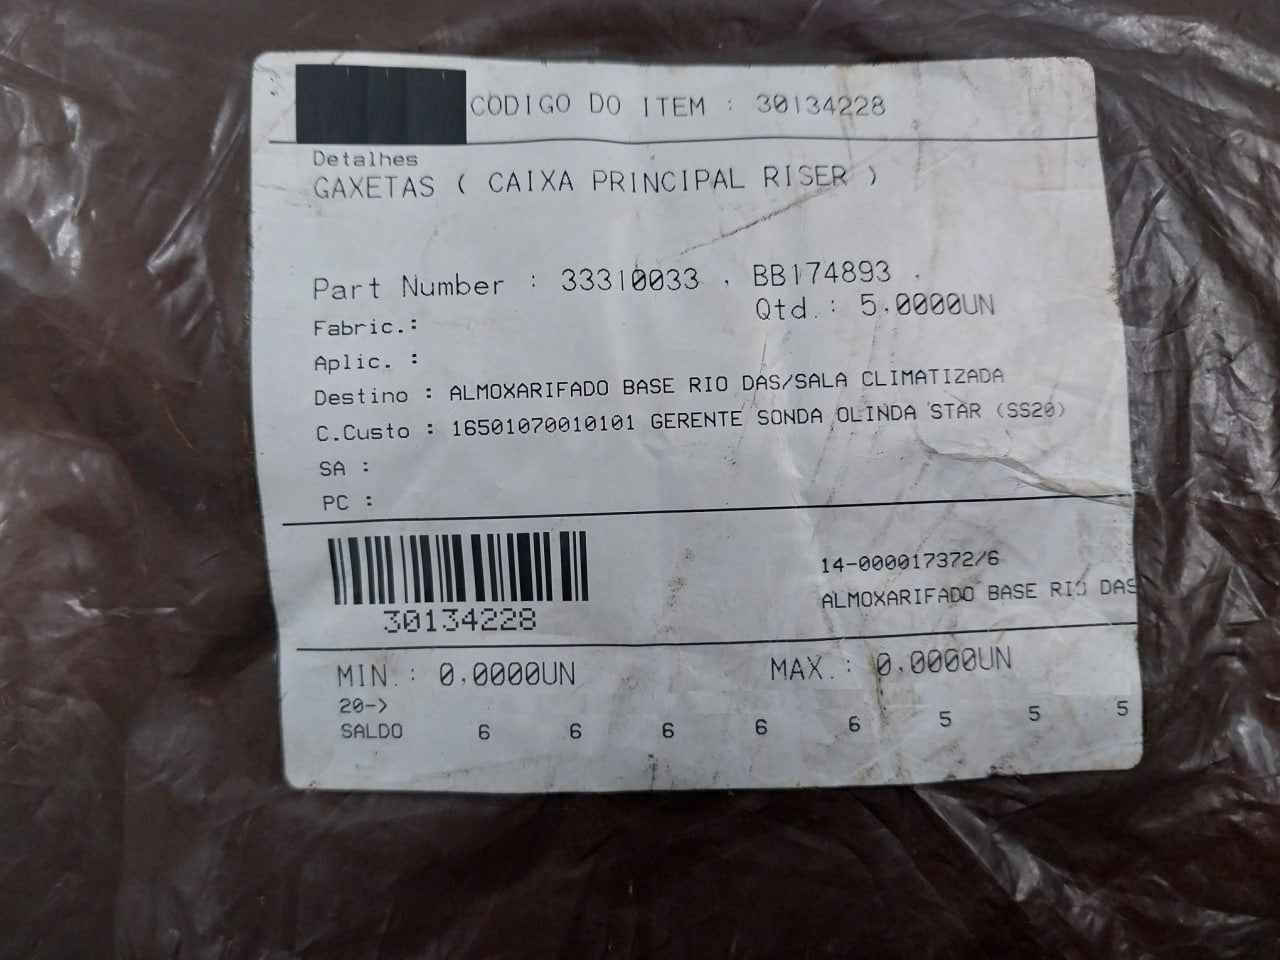 CODIGO DO ITEM : 30134228
Detalhes
GAXETAS ( CAIXA PRINCIPAL RISER )
Part Number : 33310033 , BB174893 .
Qtd.: 5.0000UN
Fabric.:
Aplic. :
Destino : ALMOXARIFADO BASE RIO DAS/SALA CLIMATIZADA
C.Custo : 16501070010101 GERENTE SONDA OLINDA STAR (SS20)
SA :
PC :
14-000017372/6
ALMOXARIFADO BASE RIO DAS
30134228
MIN.: 0.0000UN MAX.: 0.0000UN
20->
SALDO 6 6 6 6 6 5 5 5